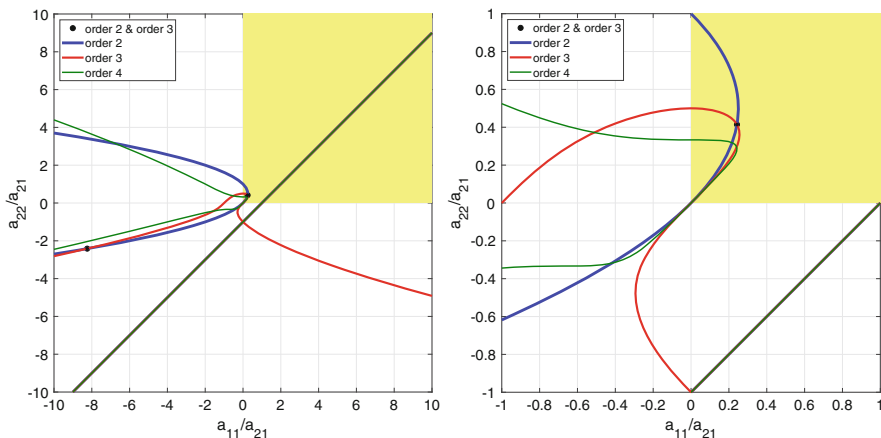 order 2 & order 3
order 2
order 3
order 4
10
8
6
4
2
0
-2
-4
-6
-8
-10
a22/a21
-10 -8 -6 -4 -2 0 2 4 6 8 10
a11/a21
order 2 & order 3
order 2
order 3
order 4
1
0.8
0.6
0.4
0.2
0
-0.2
-0.4
-0.6
-0.8
-1
a22/a21
-1 -0.8 -0.6 -0.4 -0.2 0 0.2 0.4 0.6 0.8 1
a11/a21